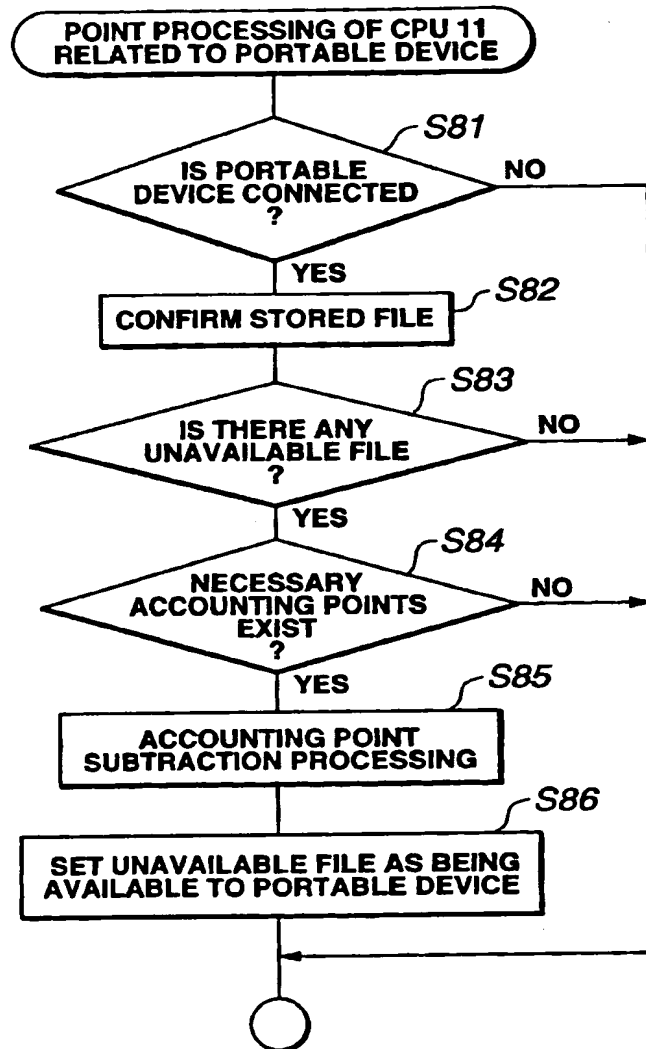 POINT PROCESSING OF CPU 11
RELATED TO PORTABLE DEVICE
S81
IS PORTABLE
DEVICE CONNECTED
?
NO
YES
S82
CONFIRM STORED FILE
S83
IS THERE ANY
UNAVAILABLE FILE
?
NO
YES
S84
NECESSARY
ACCOUNTING POINTS
EXIST
?
NO
YES
S85
ACCOUNTING POINT
SUBTRACTION PROCESSING
S86
SET UNAVAILABLE FILE AS BEING
AVAILABLE TO PORTABLE DEVICE